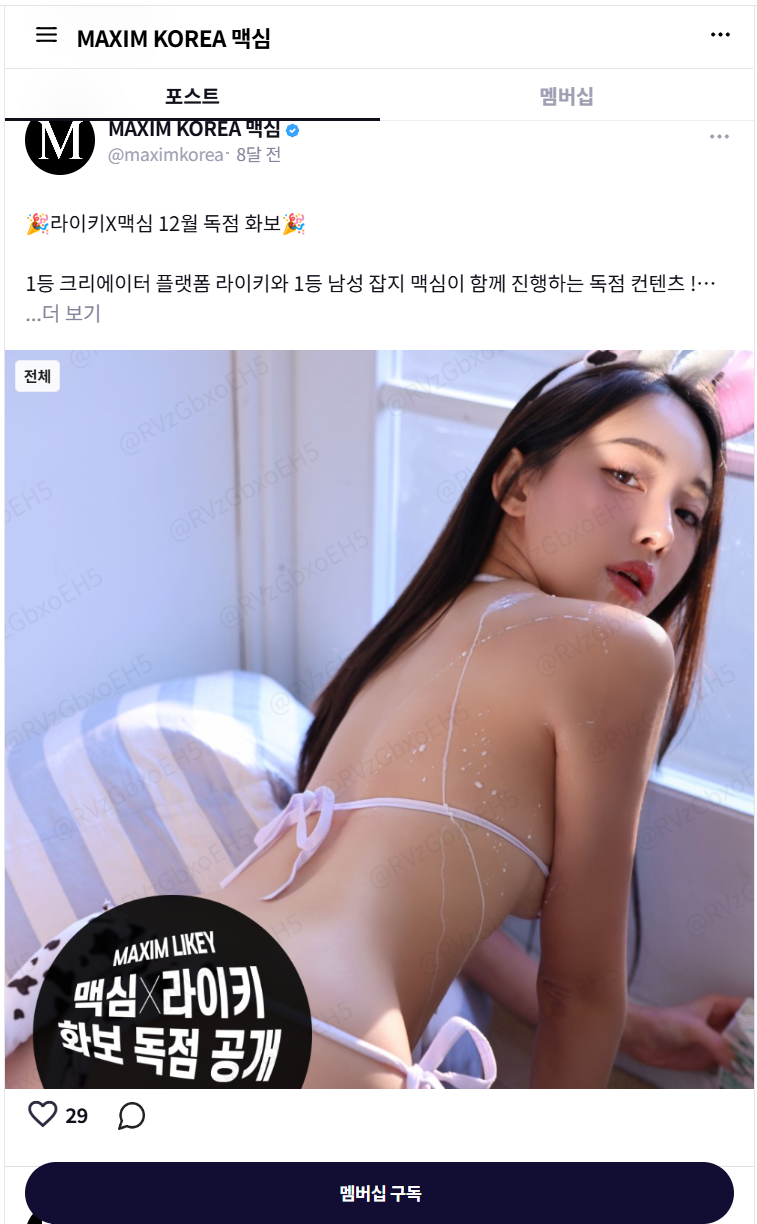 MAXIM KOREA 맥심
포스트
멤버십
M
MAXIM KOREA 맥심
@maximkorea· 8달 전
🎉라이키X맥심 12월 독점 화보🎉
1등 크리에이터 플랫폼 라이키와 1등 남성 잡지 맥심이 함께 진행하는 독점 컨텐츠 !…
...더 보기
전체
@RVzGbxoEH5
MAXIM LIKEY
맥심X라이키
화보 독점 공개
29
멤버십 구독